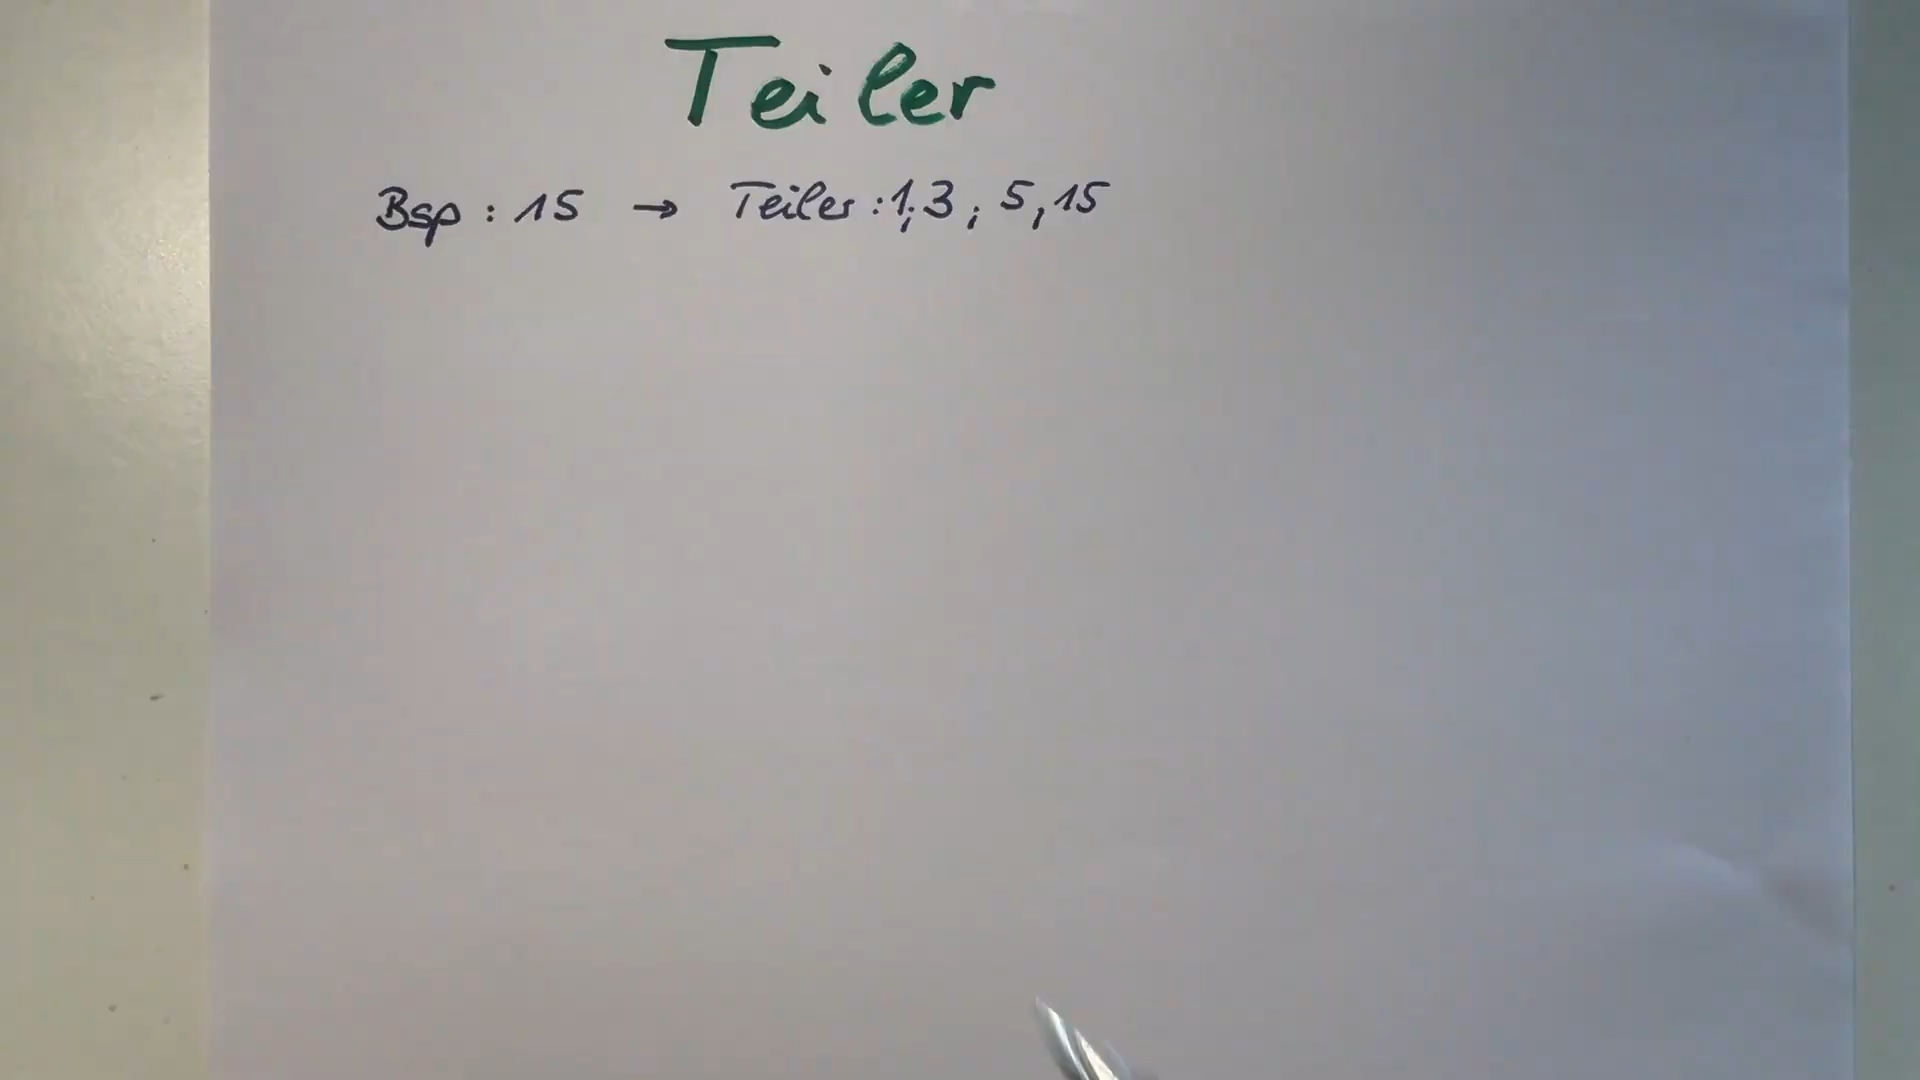 Teiler
Bsp : 15 → Teiler : 1; 3 ; 5, 15